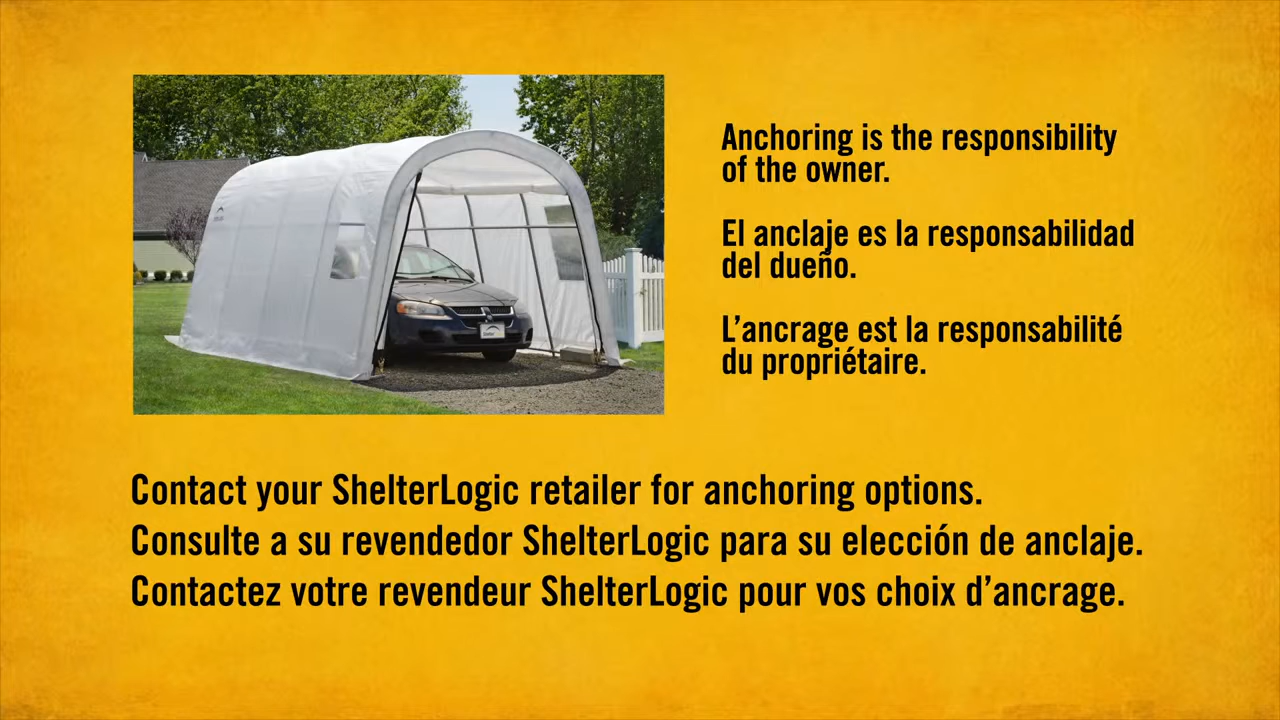 Anchoring is the responsibility
of the owner.
El anclaje es la responsabilidad
del dueño.
L’ancrage est la responsabilité
du propriétaire.
Contact your ShelterLogic retailer for anchoring options.
Consulte a su revendedor ShelterLogic para su elección de anclaje.
Contactez votre revendeur ShelterLogic pour vos choix d’ancrage.